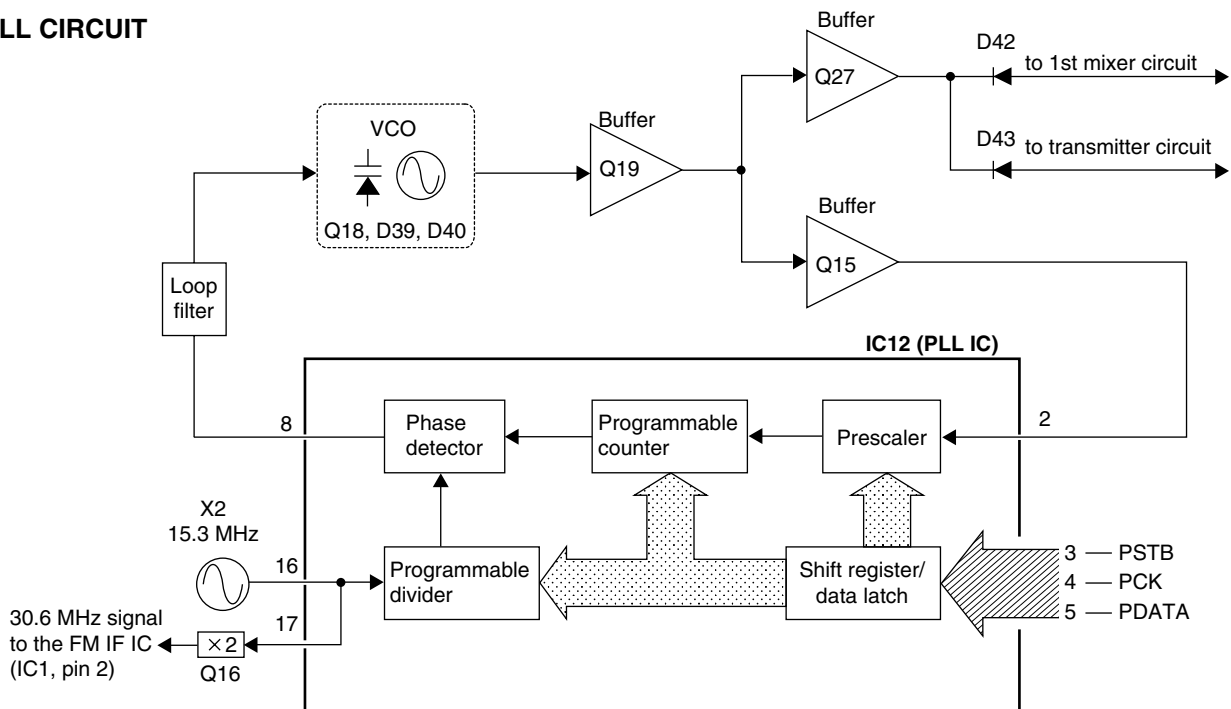 LL CIRCUIT
Buffer
Q27
D42
to 1st mixer circuit
D43
to transmitter circuit
VCO
Q18, D39, D40
Buffer
Q19
Buffer
Q15
Loop
filter
IC12 (PLL IC)
8
Phase
detector
Programmable
counter
Prescaler
2
X2
15.3 MHz
16
Programmable
divider
Shift register/
data latch
3 — PSTB
4 — PCK
5 — PDATA
17
30.6 MHz signal
to the FM IF IC
(IC1, pin 2)
×2
Q16